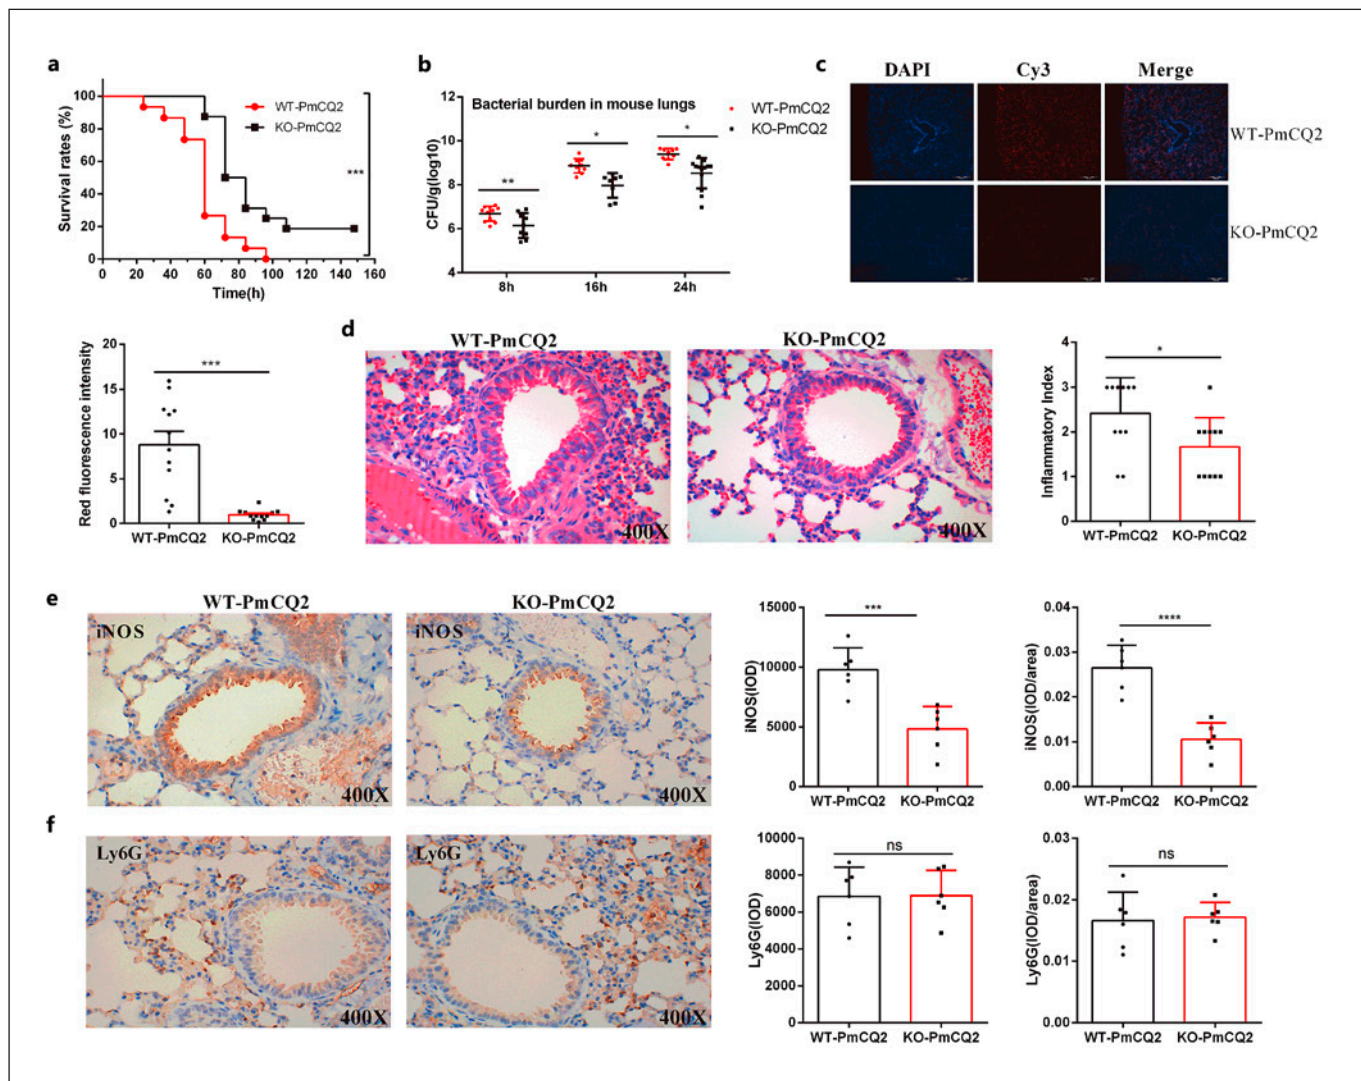 a
100
80
60
40
20
0
0 20 40 60 80 100 120 140 160
Survival rates (%)
Time(h)
WT-PmCQ2
KO-PmCQ2
***
b
Bacterial burden in mouse lungs
WT-PmCQ2
KO-PmCQ2
12
10
8
6
4
CFU/g(log10)
** * *
8h 16h 24h
c
DAPI Cy3 Merge
WT-PmCQ2
KO-PmCQ2
20
15
10
5
0
Red fluorescence intensity
***
WT-PmCQ2 KO-PmCQ2
d
WT-PmCQ2 KO-PmCQ2
400X 400X
4
3
2
1
0
Inflammatory Index
*
WT-PmCQ2 KO-PmCQ2
e
WT-PmCQ2 KO-PmCQ2
iNOS iNOS
400X 400X
15000
10000
5000
0
iNOS(IOD)
***
WT-PmCQ2 KO-PmCQ2
0.04
0.03
0.02
0.01
0.00
iNOS(IOD/area)
****
WT-PmCQ2 KO-PmCQ2
f
Ly6G Ly6G
400X 400X
10000
8000
6000
4000
2000
0
Ly6G(IOD)
ns
WT-PmCQ2 KO-PmCQ2
0.03
0.02
0.01
0.00
Ly6G(IOD/area)
ns
WT-PmCQ2 KO-PmCQ2